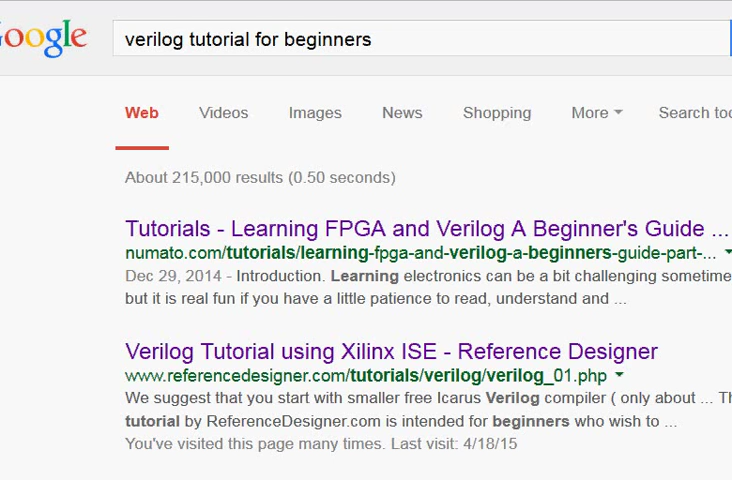 Google
verilog tutorial for beginners
Web Videos Images News Shopping More Search
About 215,000 results (0.50 seconds)
Tutorials - Learning FPGA and Verilog A Beginner's Guide ...
numato.com/tutorials/learning-fpga-and-verilog-a-beginners-guide-part-...
Dec 29, 2014 - Introduction. Learning electronics can be a bit challenging sometime
but it is real fun if you have a little patience to read, understand and ...
Verilog Tutorial using Xilinx ISE - Reference Designer
www.referencedesigner.com/tutorials/verilog/verilog_01.php
We suggest that you start with smaller free Icarus Verilog compiler ( only about ...
tutorial by ReferenceDesigner.com is intended for beginners who wish to ...
You've visited this page many times. Last visit: 4/18/15